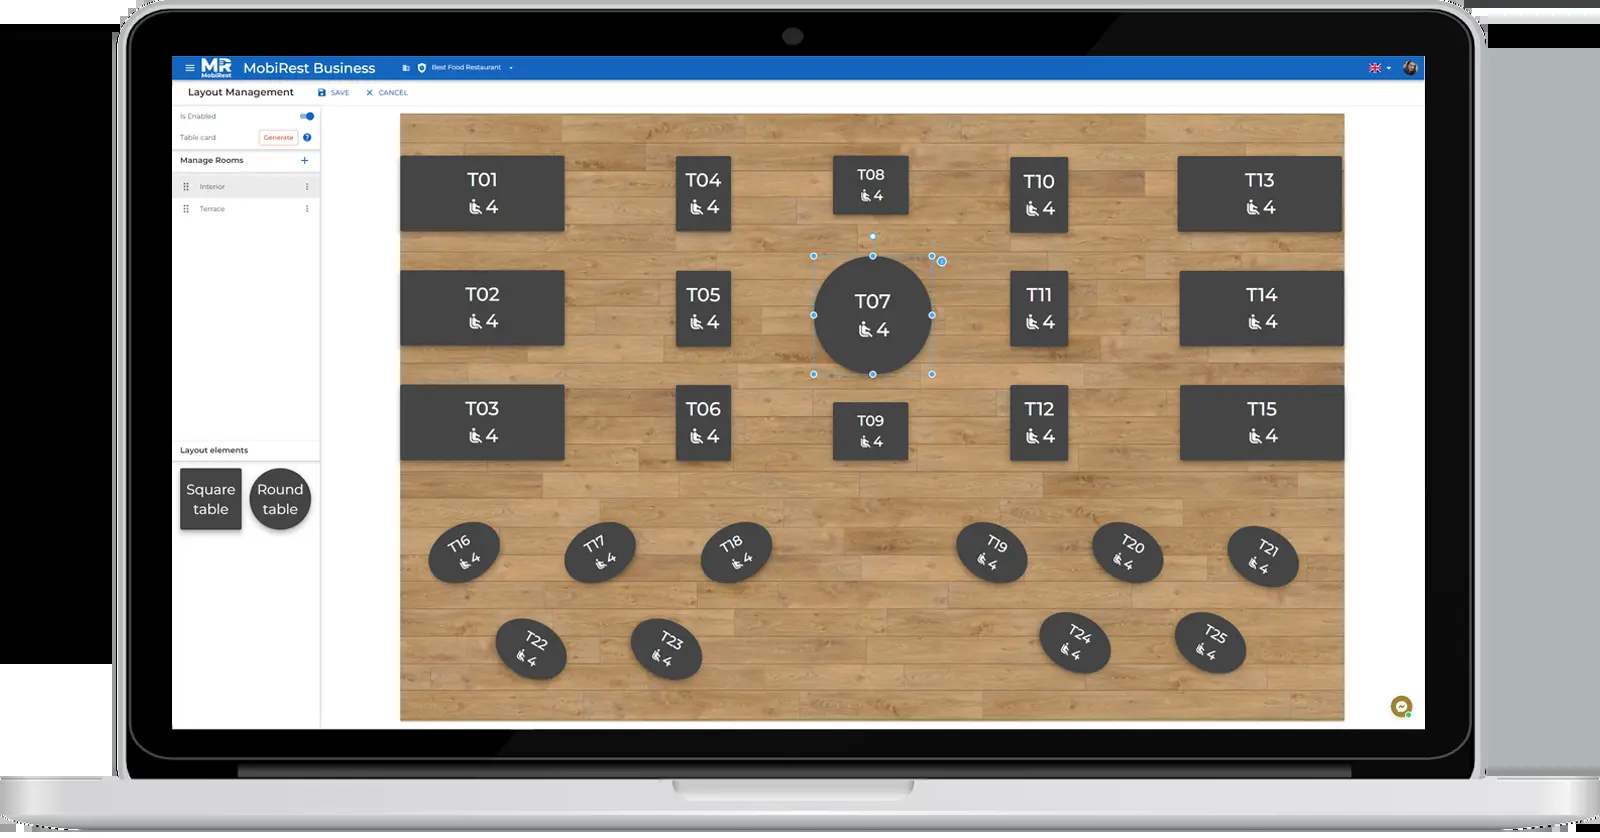 MR
MobiRest
MobiRest Business
Best Food Restaurant
Layout Management
SAVE
CANCEL
Is Enabled
Table card
Generate
?
Manage Rooms
+
Interior
Terrace
Layout elements
Square
table
Round
table
T01
4
T04
4
T08
4
T10
4
T13
4
T02
4
T05
4
T07
4
T11
4
T14
4
T03
4
T06
4
T09
4
T12
4
T15
4
T16
4
T17
4
T18
4
T19
4
T20
4
T21
4
T22
4
T23
4
T24
4
T25
4